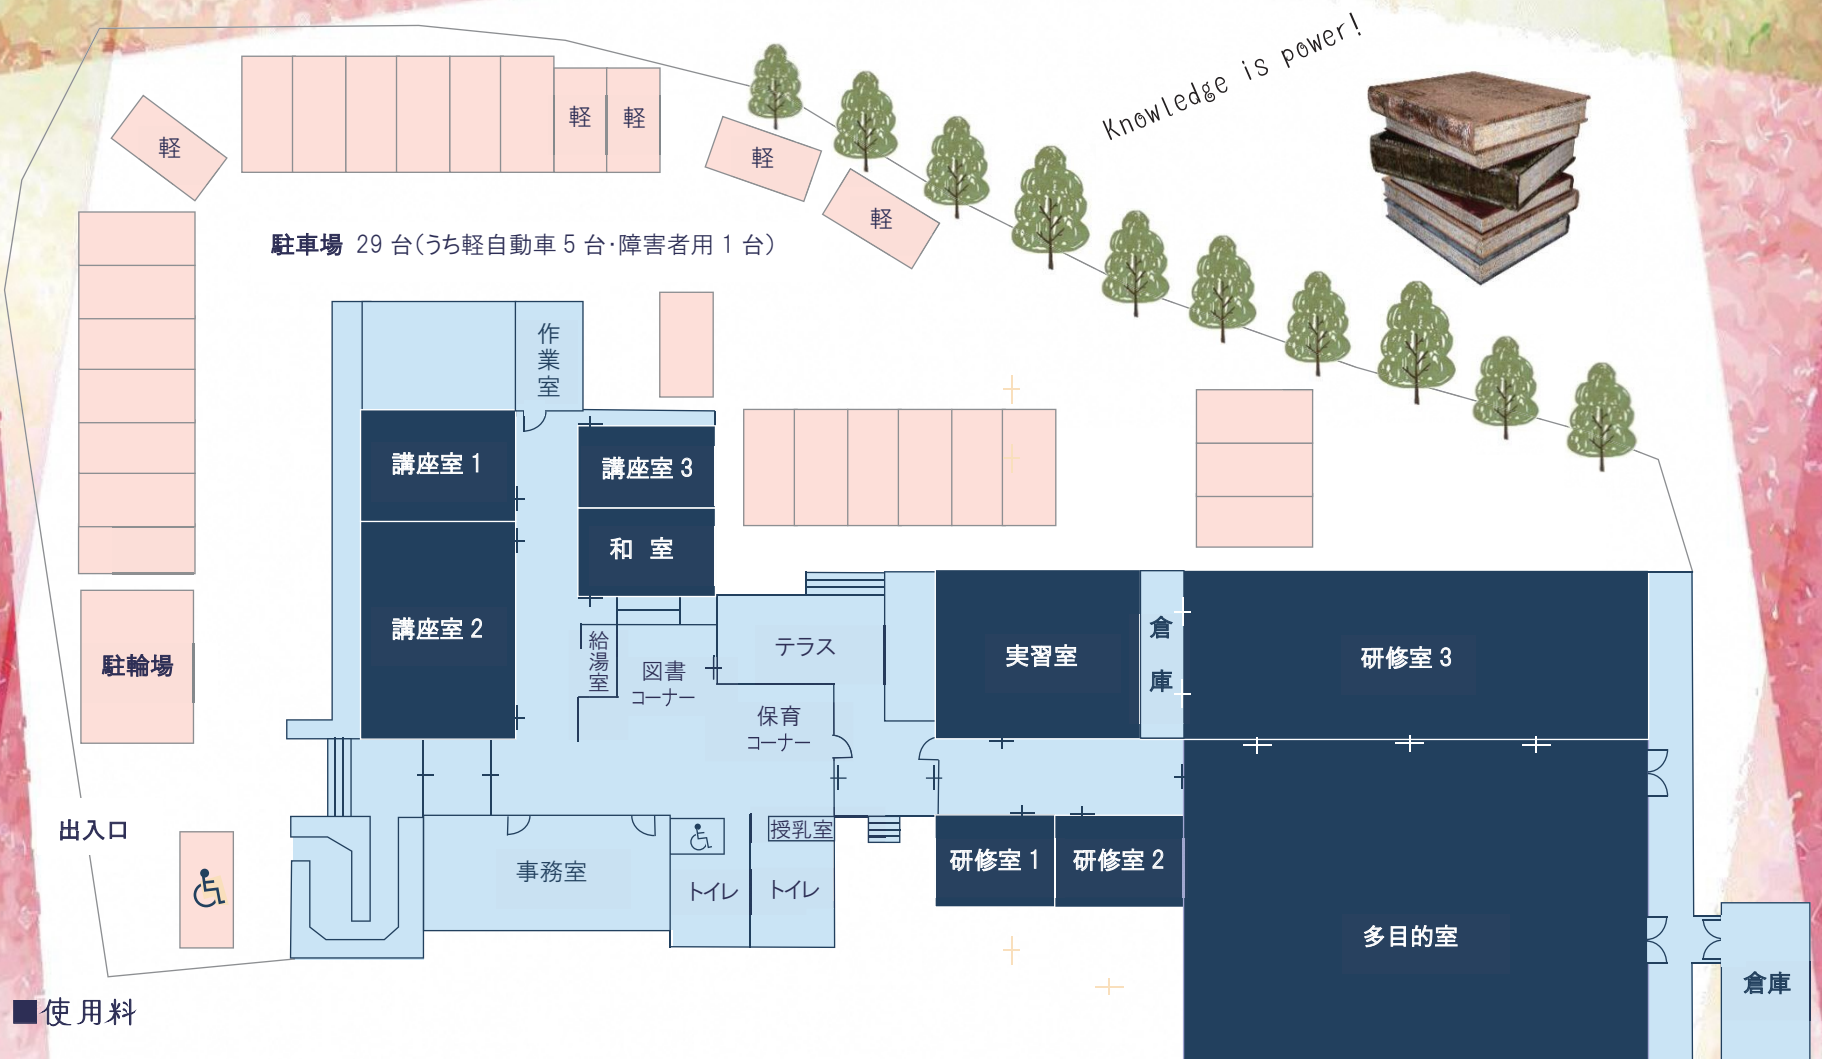 Knowledge is power!
軽
軽
軽
軽
軽
駐車場 29 台(うち軽自動車 5 台・障害者用 1 台)
作業室
講座室 1
講座室 3
和 室
講座室 2
給湯室
図書
コーナー
テラス
保育
コーナー
実習室
倉庫
研修室 3
駐輪場
出入口
事務室
授乳室
トイレ
トイレ
研修室 1
研修室 2
多目的室
倉庫
■使用料